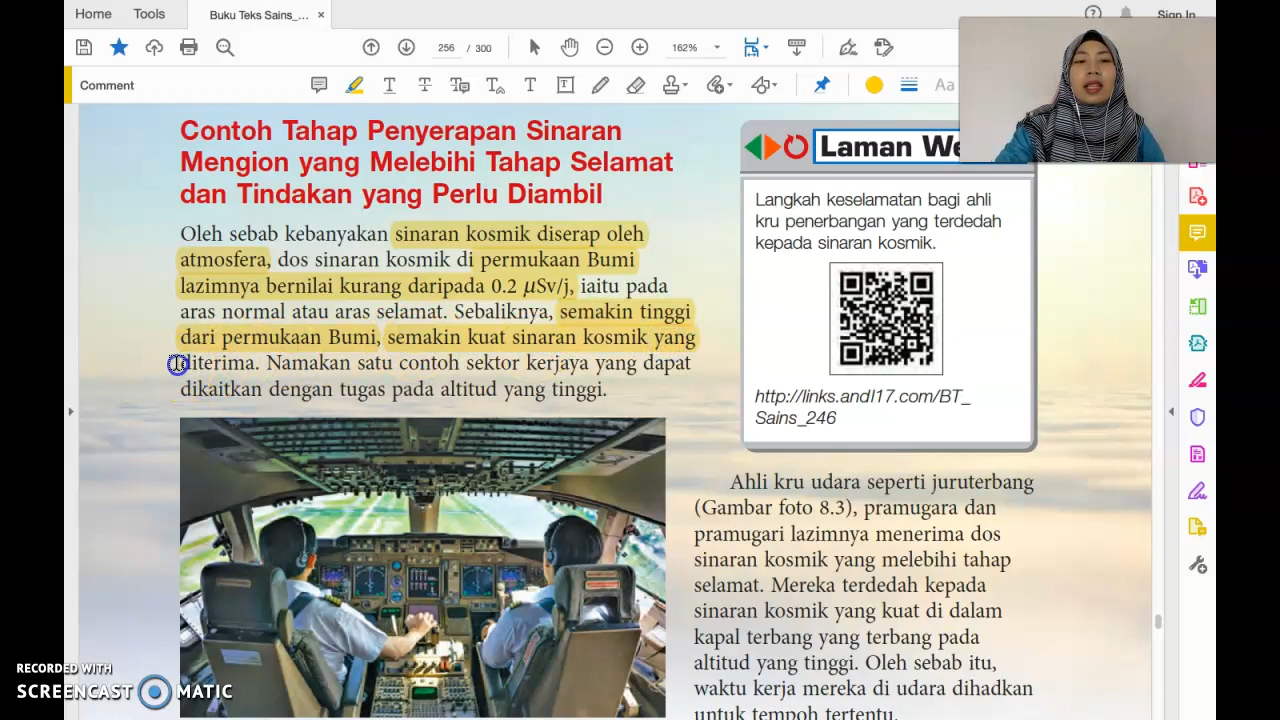 Home
Tools
Buku Teks Sains_...
×
Sign In
256 / 300
162%
Comment
Aa
Contoh Tahap Penyerapan Sinaran
Mengion yang Melebihi Tahap Selamat
dan Tindakan yang Perlu Diambil
Oleh sebab kebanyakan sinaran kosmik diserap oleh
atmosfera, dos sinaran kosmik di permukaan Bumi
lazimnya bernilai kurang daripada 0.2 µSv/j, iaitu pada
aras normal atau aras selamat. Sebaliknya, semakin tinggi
dari permukaan Bumi, semakin kuat sinaran kosmik yang
diterima. Namakan satu contoh sektor kerjaya yang dapat
dikaitkan dengan tugas pada altitud yang tinggi.
Laman We
Langkah keselamatan bagi ahli
kru penerbangan yang terdedah
kepada sinaran kosmik.
http://links.andl17.com/BT_
Sains_246
Ahli kru udara seperti juruterbang
(Gambar foto 8.3), pramugara dan
pramugari lazimnya menerima dos
sinaran kosmik yang melebihi tahap
selamat. Mereka terdedah kepada
sinaran kosmik yang kuat di dalam
kapal terbang yang terbang pada
altitud yang tinggi. Oleh sebab itu,
waktu kerja mereka di udara dihadkan
untuk tempoh tertentu.
RECORDED WITH
SCREENCAST MATIC